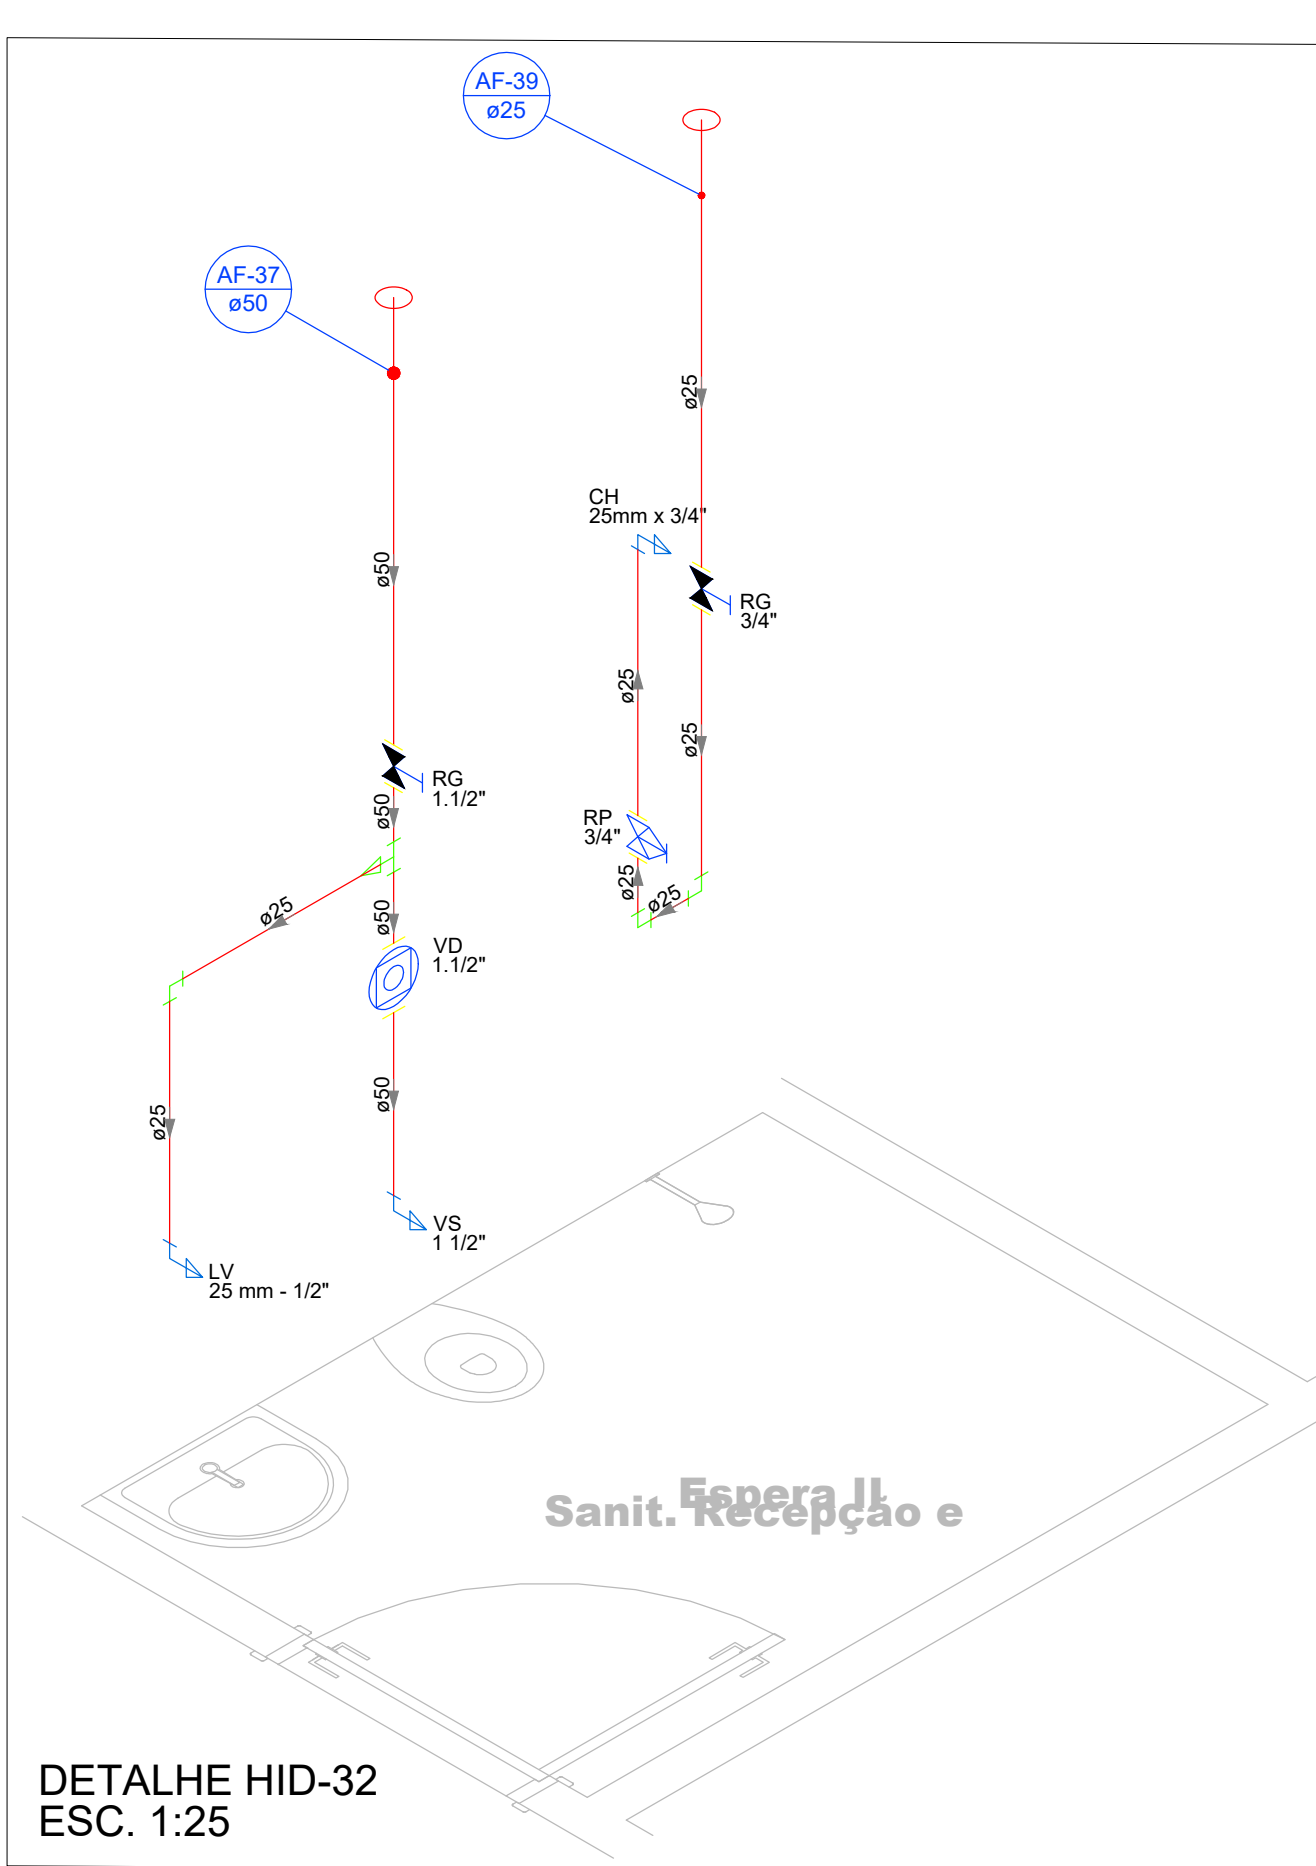 AF-39
ø25
AF-37
ø50
ø25
CH
25mm x 3/4"
ø50
RG
3/4"
ø25
ø25
RG
1.1/2"
ø50
RP
3/4"
ø25
ø25
ø25
ø50
VD
1.1/2"
ø50
ø25
VS
1 1/2"
LV
25 mm - 1/2"
Espera II
Sanit. Recepção e
DETALHE HID-32
ESC. 1:25